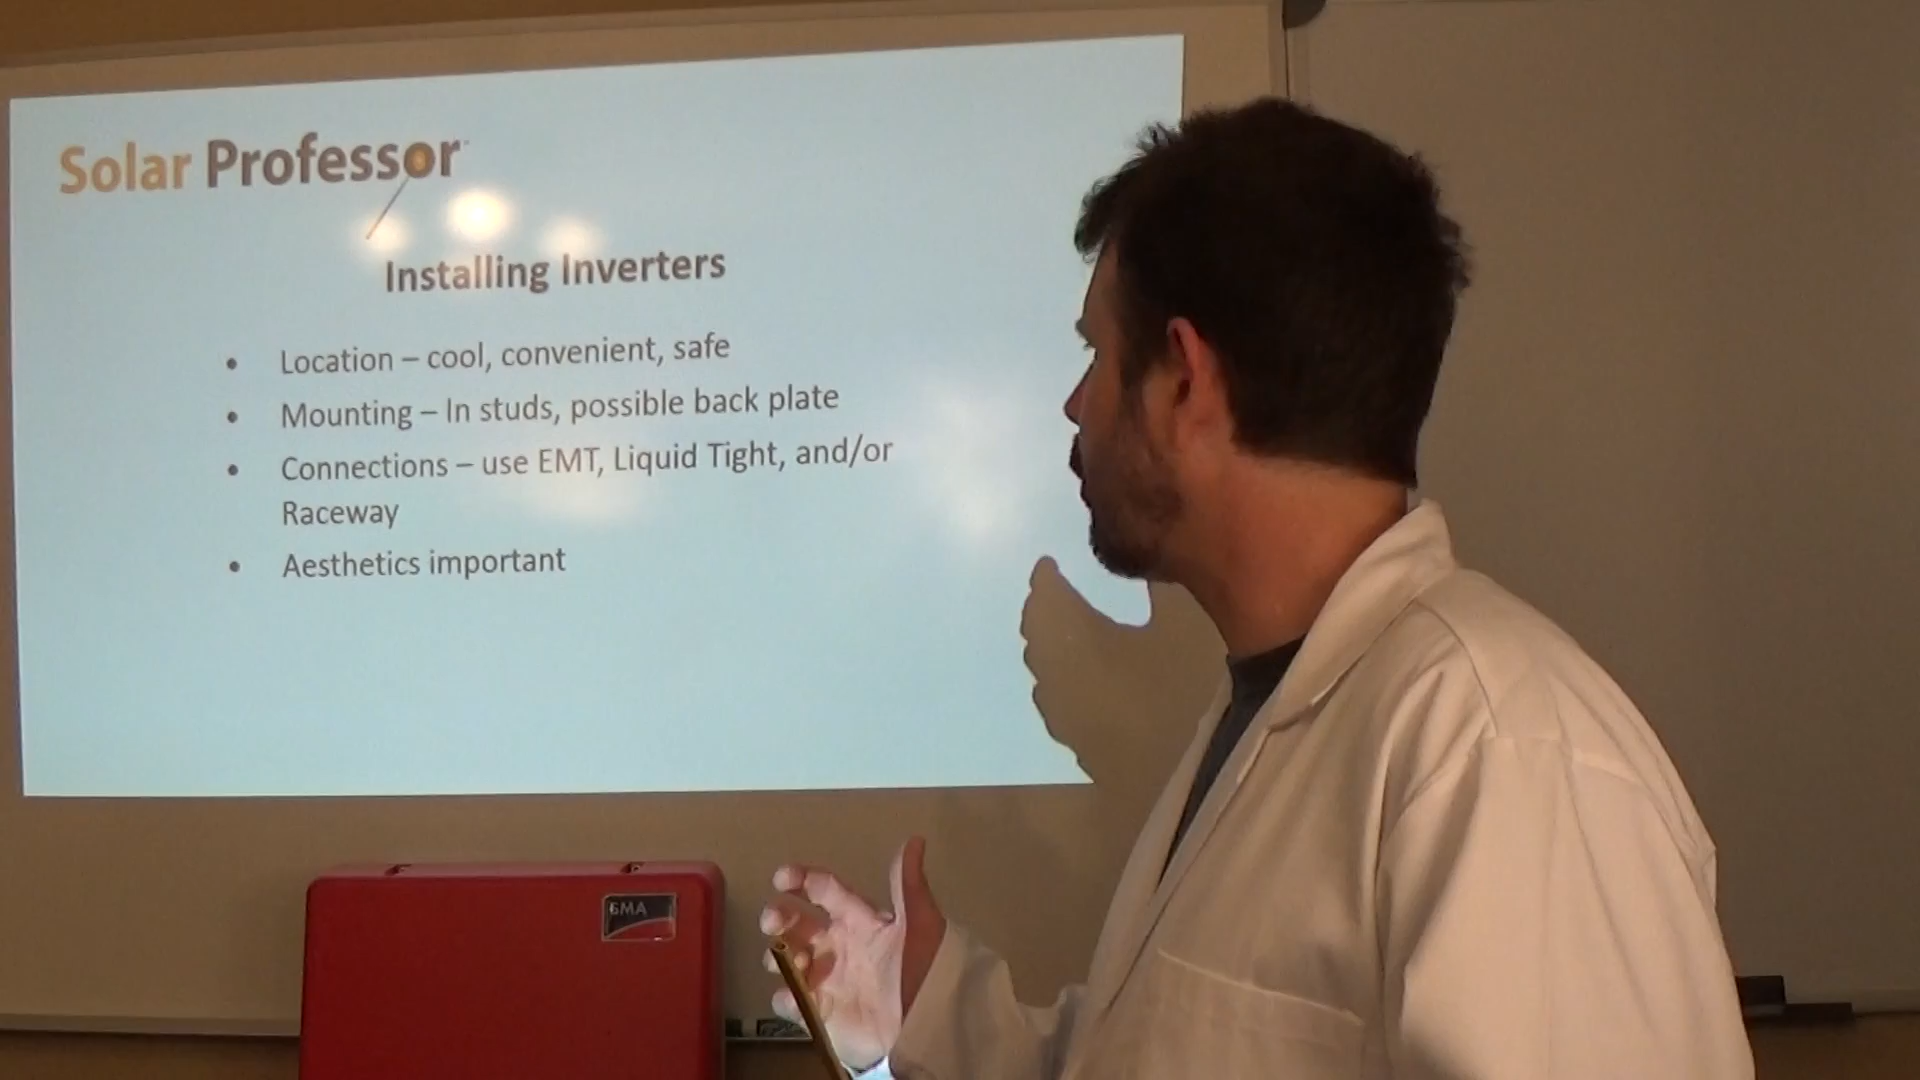 Solar Professor
Installing Inverters
• Location – cool, convenient, safe
• Mounting – In studs, possible back plate
• Connections – use EMT, Liquid Tight, and/or
Raceway
• Aesthetics important
SMA